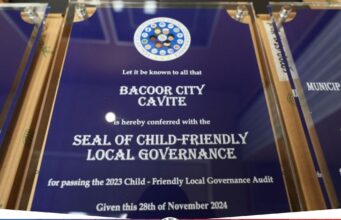 Let it be known to all that
BACOOR CITY
CAVITE
is hereby conferred with the
SEAL OF CHILD-FRIENDLY
LOCAL GOVERNANCE
for passing the 2023 Child - Friendly Local Governance Audit
Given this 28th of November 2024
MUNICIP